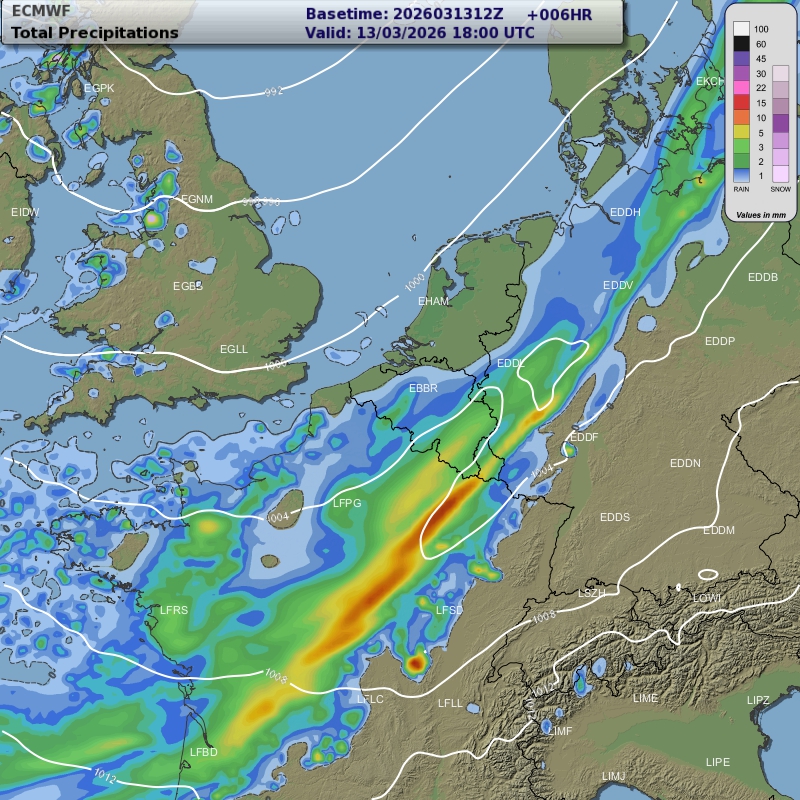 ECMWF
Basetime: 2026031312Z +006HR
Total Precipitations
Valid: 13/03/2026 18:00 UTC
100
60
45
30
22
15
10
5
3
2
1
RAIN SNOW
Values in mm
EGPK
EKCH
992
EGNM
996
EIDW
EDDH
EDDB
EGBB
EDDV
1000
EHAM
EDDP
EGLL
EDDL
EBBR
EDDF
EDDN
1004
LFPG
1004
EDDS
EDDM
LSZH
LOWI
LFRS
LFSD
1008
1008
1012
LFLC
LFLL
LIME
LIPZ
LIMF
LFBD
LIPE
1012
LIMJ